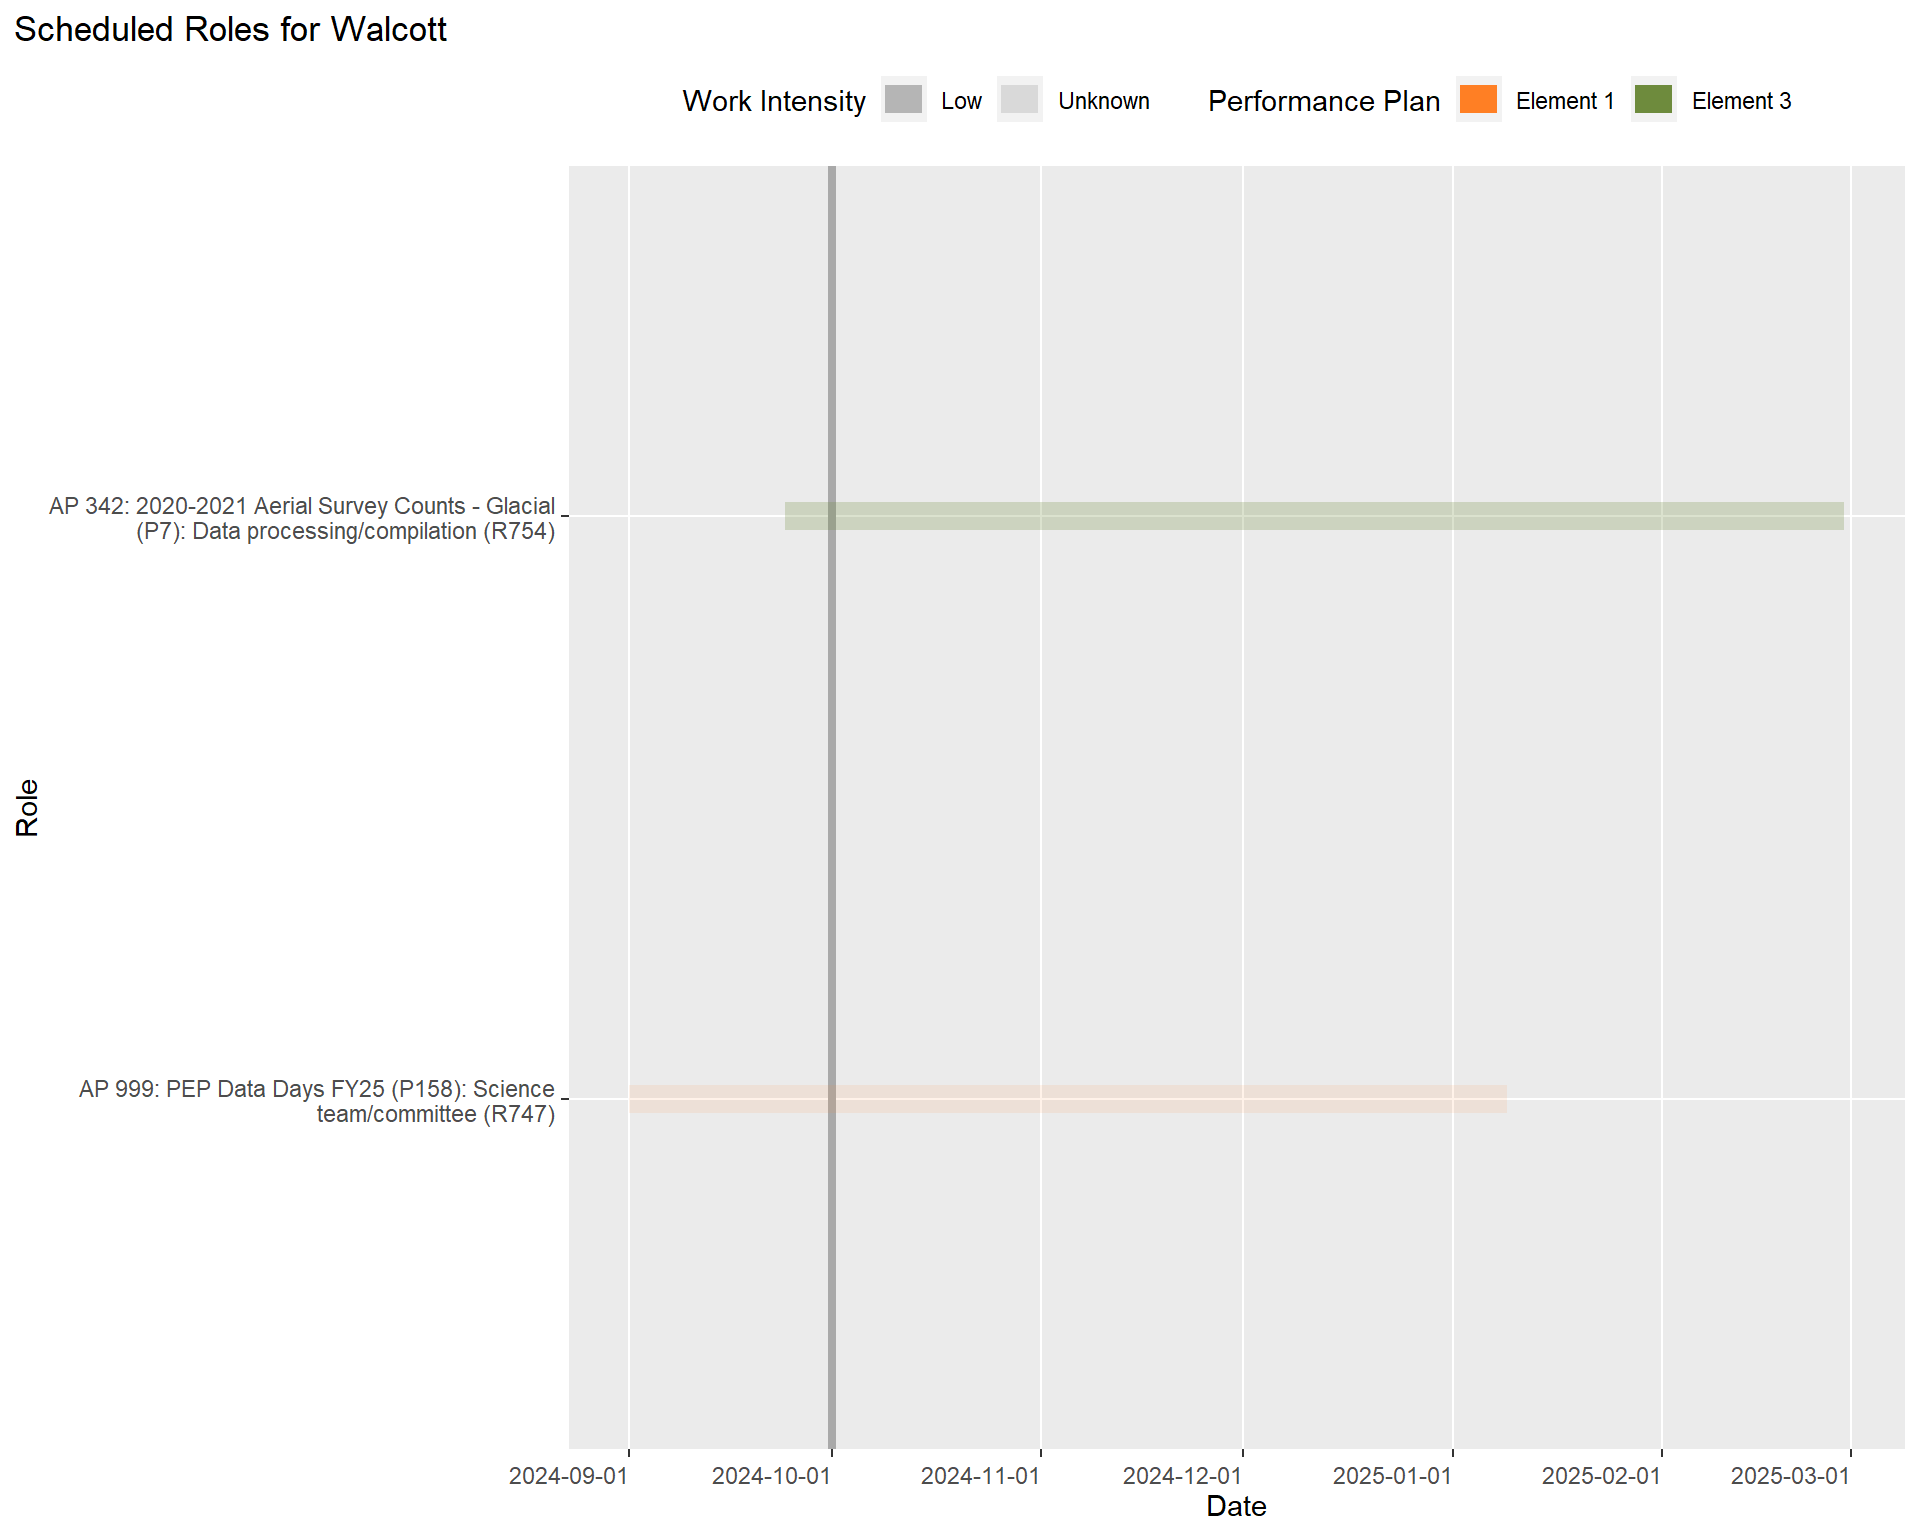 Scheduled Roles for Walcott
Work Intensity Low Unknown Performance Plan Element 1 Element 3
AP 342: 2020-2021 Aerial Survey Counts - Glacial
(P7): Data processing/compilation (R754)
Role
AP 999: PEP Data Days FY25 (P158): Science
team/committee (R747)
2024-09-01 2024-10-01 2024-11-01 2024-12-01 2025-01-01 2025-02-01 2025-03-01
Date